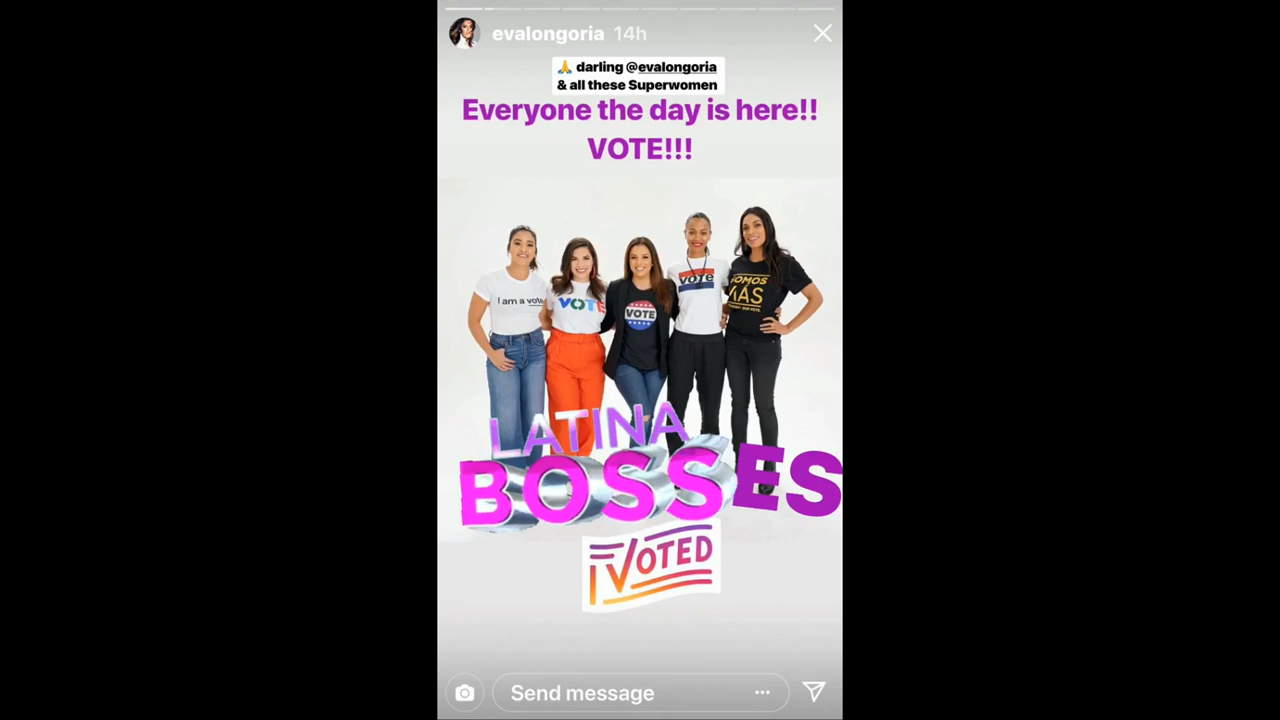 evalongoria 14h
🙏 darling @evalongoria
& all these Superwomen
Everyone the day is here!!
VOTE!!!
I am a vote
VOTE
VOTE
VOTE
SOMOS
MÁS
LATINA
BOSSES
I VOTED
Send message